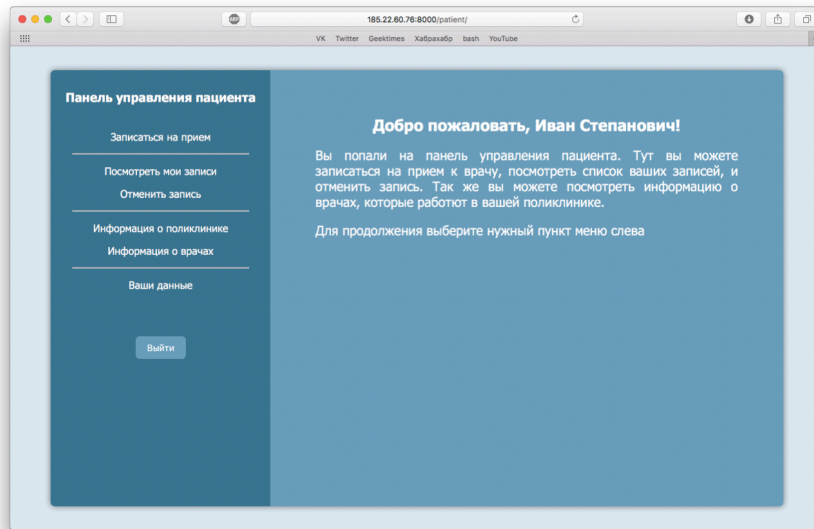 ABP
185.22.60.76:8000/patient/
VK Twitter Geektimes Хабрахабр bash YouTube
Панель управления пациента
Записаться на прием
Посмотреть мои записи
Отменить запись
Информация о поликлинике
Информация о врачах
Ваши данные
Выйти
Добро пожаловать, Иван Степанович!
Вы попали на панель управления пациента. Тут вы можете
записаться на прием к врачу, посмотреть список ваших записей, и
отменить запись. Так же вы можете посмотреть информацию о
врачах, которые работют в вашей поликлинике.
Для продолжения выберите нужный пункт меню слева